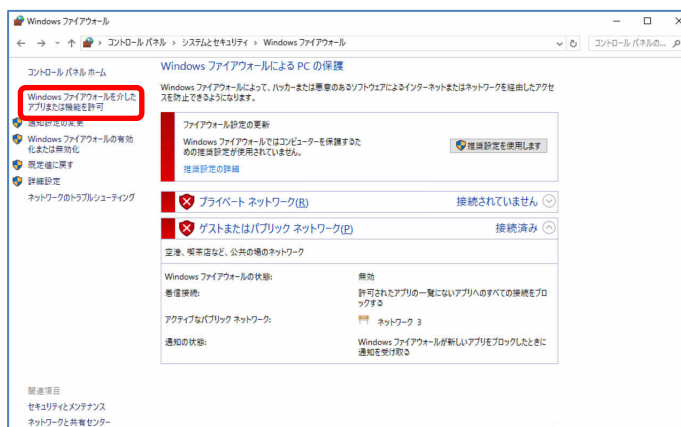 Windows ファイアウォール
コントロール パネル › システムとセキュリティ › Windows ファイアウォール
コントロール パネルの...
コントロール パネル ホーム
Windows ファイアウォールを介した
アプリまたは機能を許可
通知設定の変更
Windows ファイアウォールの有効
化または無効化
既定値に戻す
詳細設定
ネットワークのトラブルシューティング
Windows ファイアウォールによる PC の保護
Windows ファイアウォールによって、ハッカーまたは悪意のあるソフトウェアによるインターネットまたはネットワークを経由したアクセ
スを防止できるようになります。
ファイアウォール設定の更新
Windows ファイアウォールではコンピューターを保護するた
めの推奨設定が使用されていません。
推奨設定を使用します
推奨設定の詳細
プライベート ネットワーク(R)
接続されていません
ゲストまたはパブリック ネットワーク(P)
接続済み
空港、喫茶店など、公共の場のネットワーク
Windows ファイアウォールの状態:
無効
着信接続:
許可されたアプリの一覧にないアプリへのすべての接続をブロ
ックする
アクティブなパブリック ネットワーク:
ネットワーク 3
通知の状態:
Windows ファイアウォールが新しいアプリをブロックしたときに
通知を受け取る
関連項目
セキュリティとメンテナンス
ネットワークと共有センター